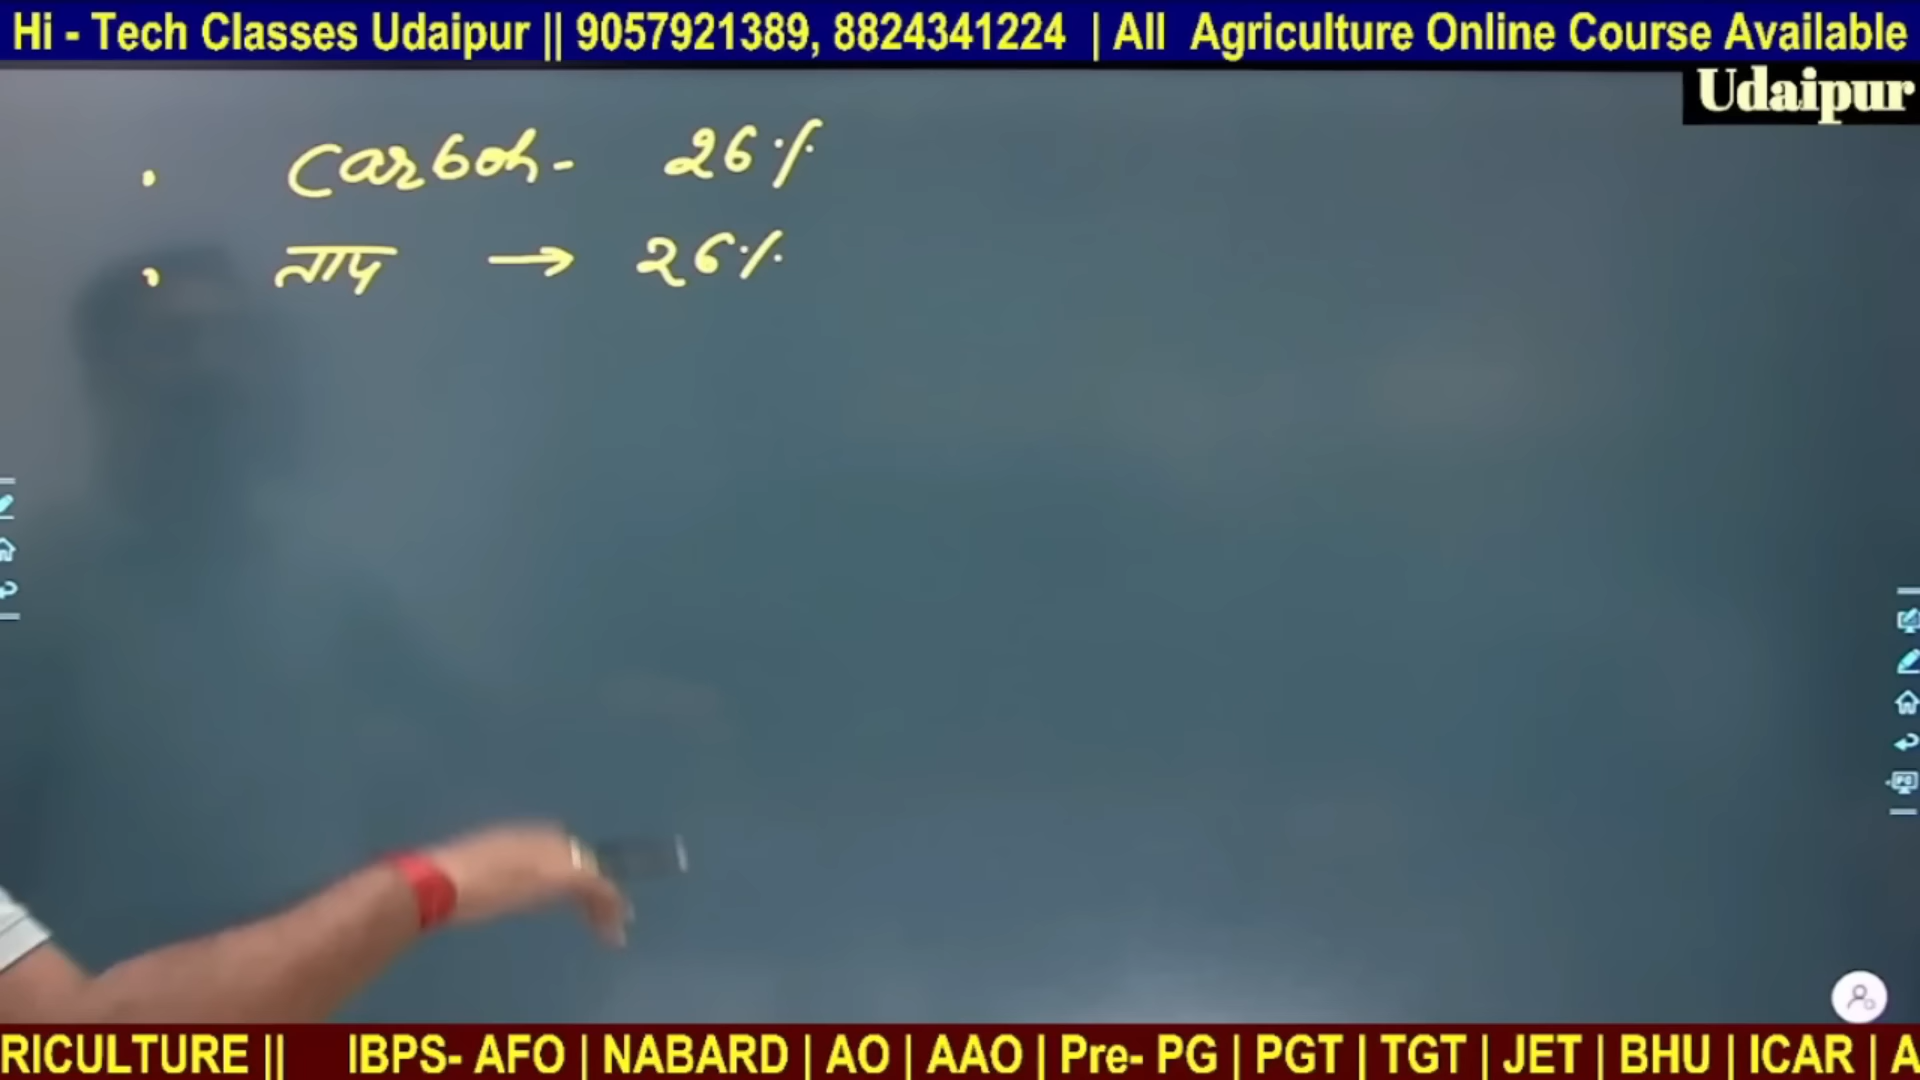 Hi - Tech Classes Udaipur || 9057921389, 8824341224 | All Agriculture Online Course Available
Udaipur
• Carboh - 26%
• ताप → 26%
RICULTURE || IBPS- AFO | NABARD | AO | AAO | Pre- PG | PGT | TGT | JET | BHU | ICAR | A